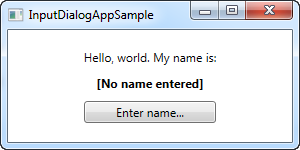 InputDialogAppSample
Hello, world. My name is:
[No name entered]
Enter name...